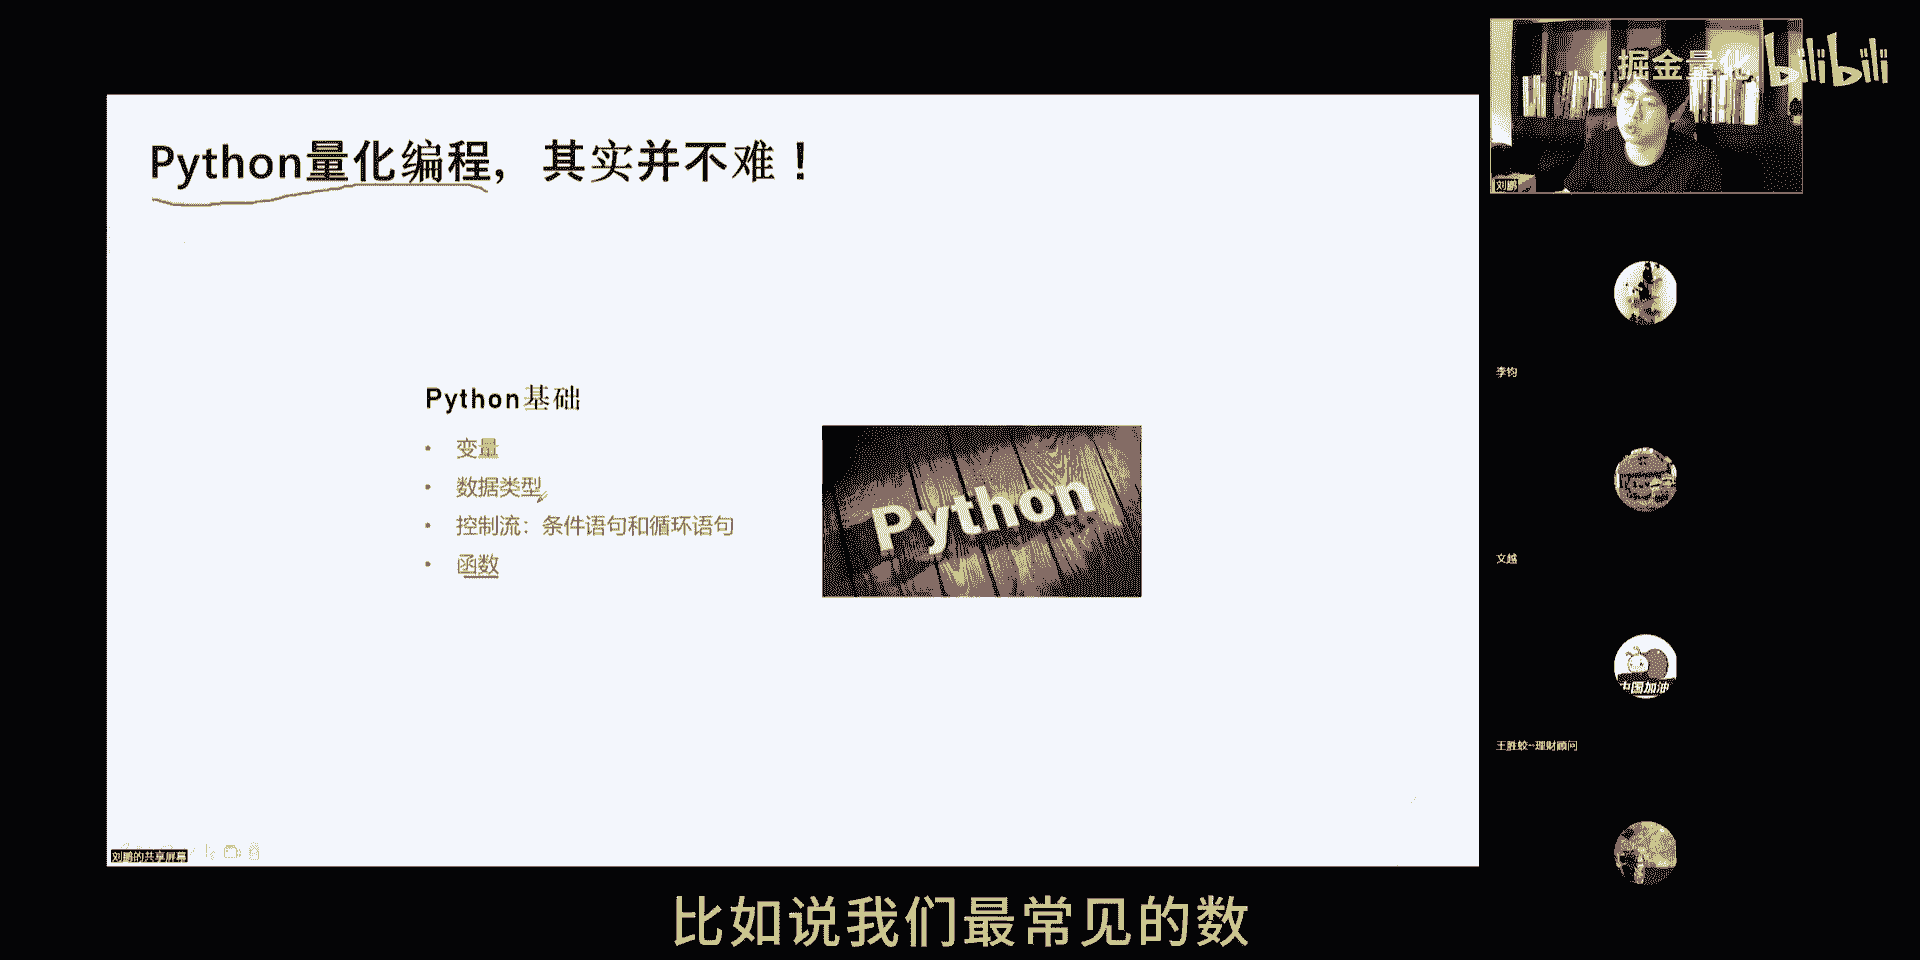 掘金量化 bilibili
刘鹏
Python量化编程，其实并不难！
Python基础
• 变量
• 数据类型
• 控制流：条件语句和循环语句
• 函数
Python
李钧
文越
中国加油
王胜蛟--理财顾问
刘鹏的共享屏幕
比如说我们最常见的数